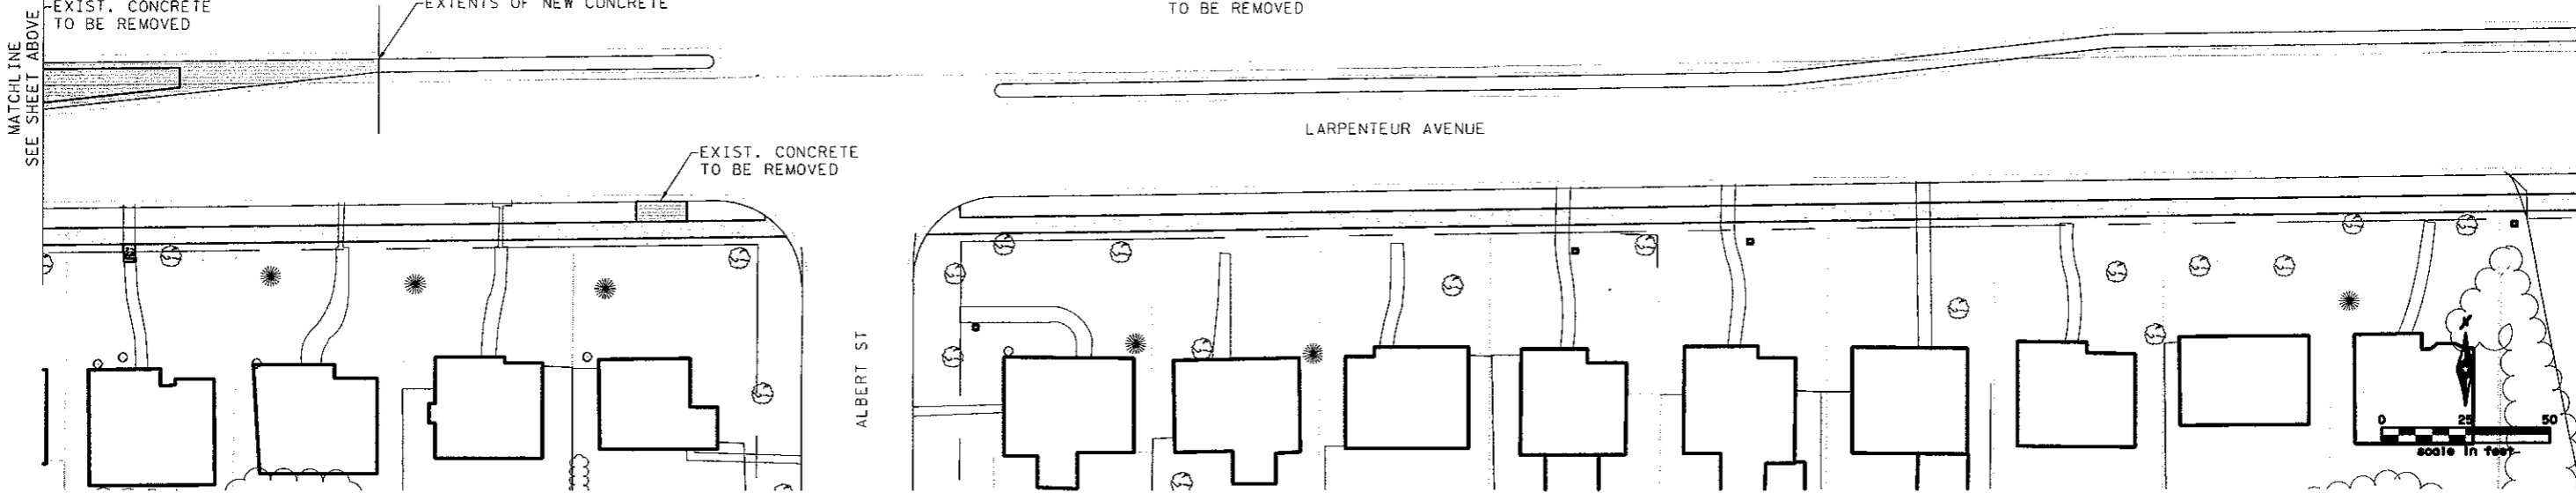 EXIST. CONCRETE
TO BE REMOVED
EXTENTS OF NEW CONCRETE
TO BE REMOVED
MATCHLINE
SEE SHEET ABOVE
LARPENTEUR AVENUE
EXIST. CONCRETE
TO BE REMOVED
ALBERT ST
N
0 25 50
scale in feet